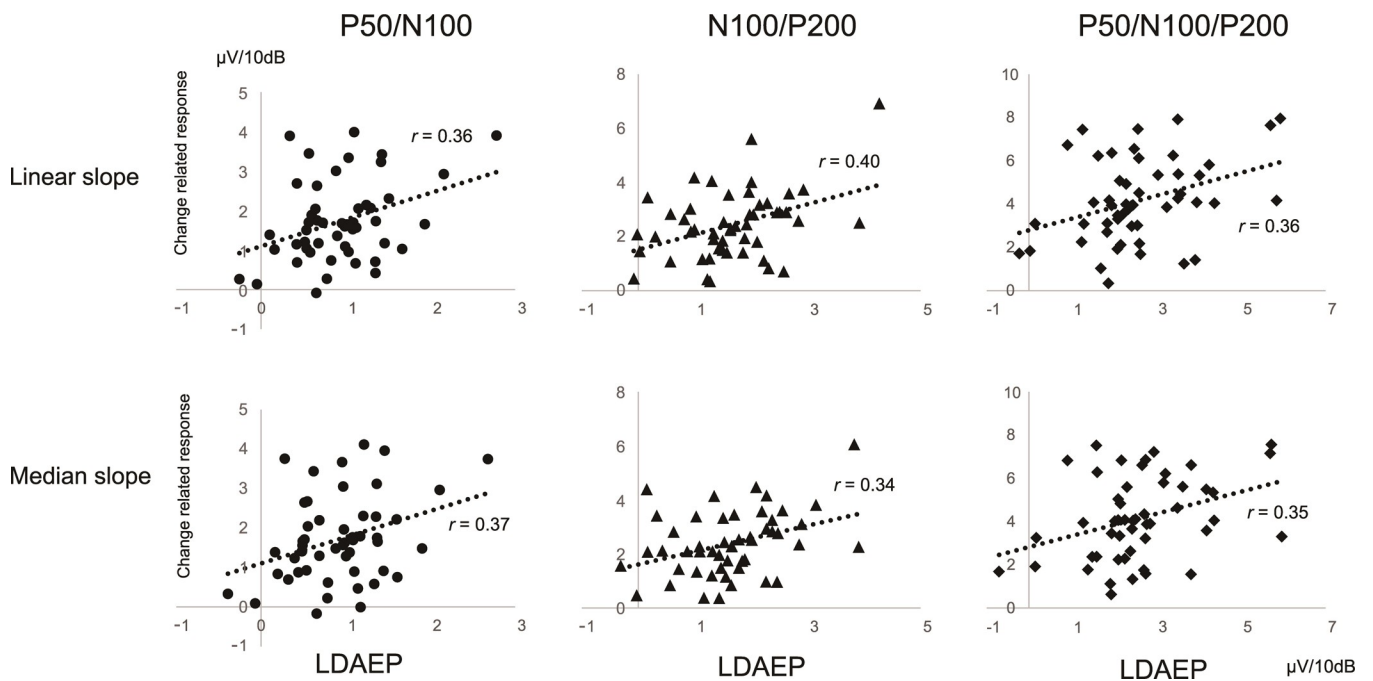 P50/N100
N100/P200
P50/N100/P200
μV/10dB
Linear slope
Change related response
5
4
3
2
1
0
-1
-1 0 1 2 3
r = 0.36
8
6
4
2
0
-1 1 3 5
r = 0.40
10
8
6
4
2
0
-1 1 3 5 7
r = 0.36
Median slope
Change related response
5
4
3
2
1
0
-1
-1 0 1 2 3
r = 0.37
LDAEP
8
6
4
2
0
-1 1 3 5
r = 0.34
LDAEP
10
8
6
4
2
0
-1 1 3 5 7
r = 0.35
LDAEP
μV/10dB